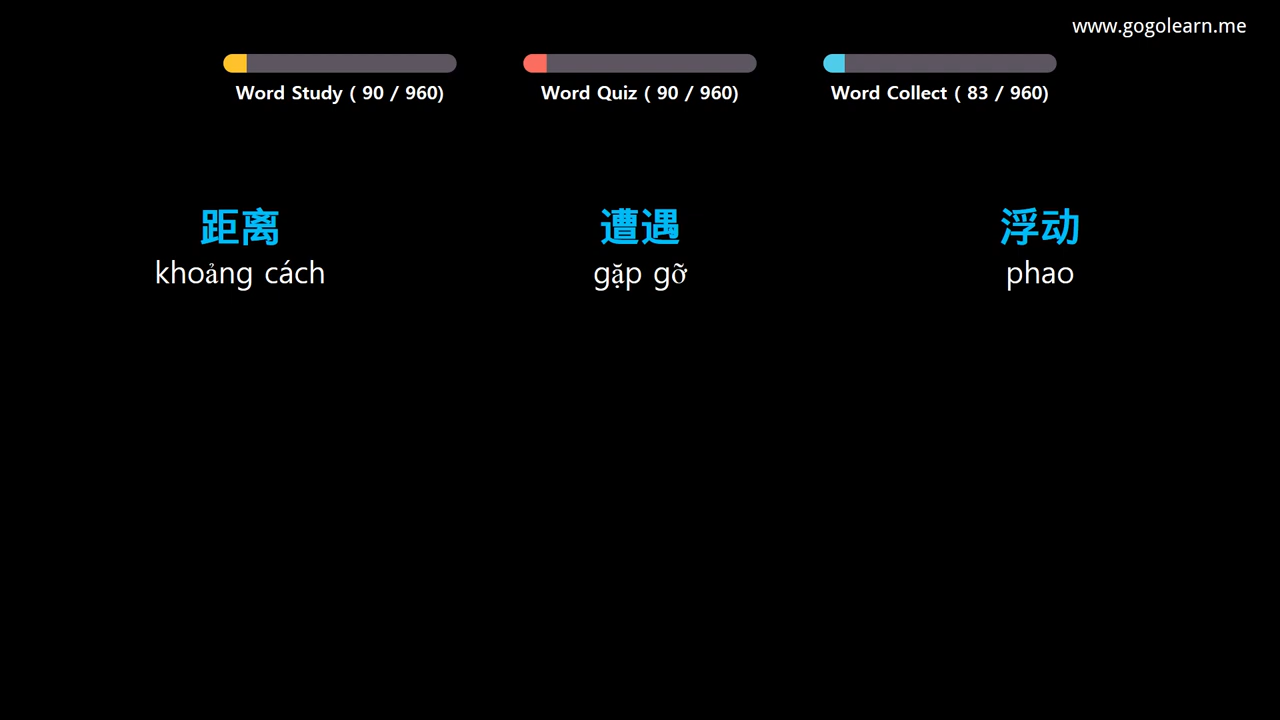 www.gogolearn.me
Word Study ( 90 / 960)
Word Quiz ( 90 / 960)
Word Collect ( 83 / 960)
距离
遭遇
浮动
khoảng cách
gặp gỡ
phao